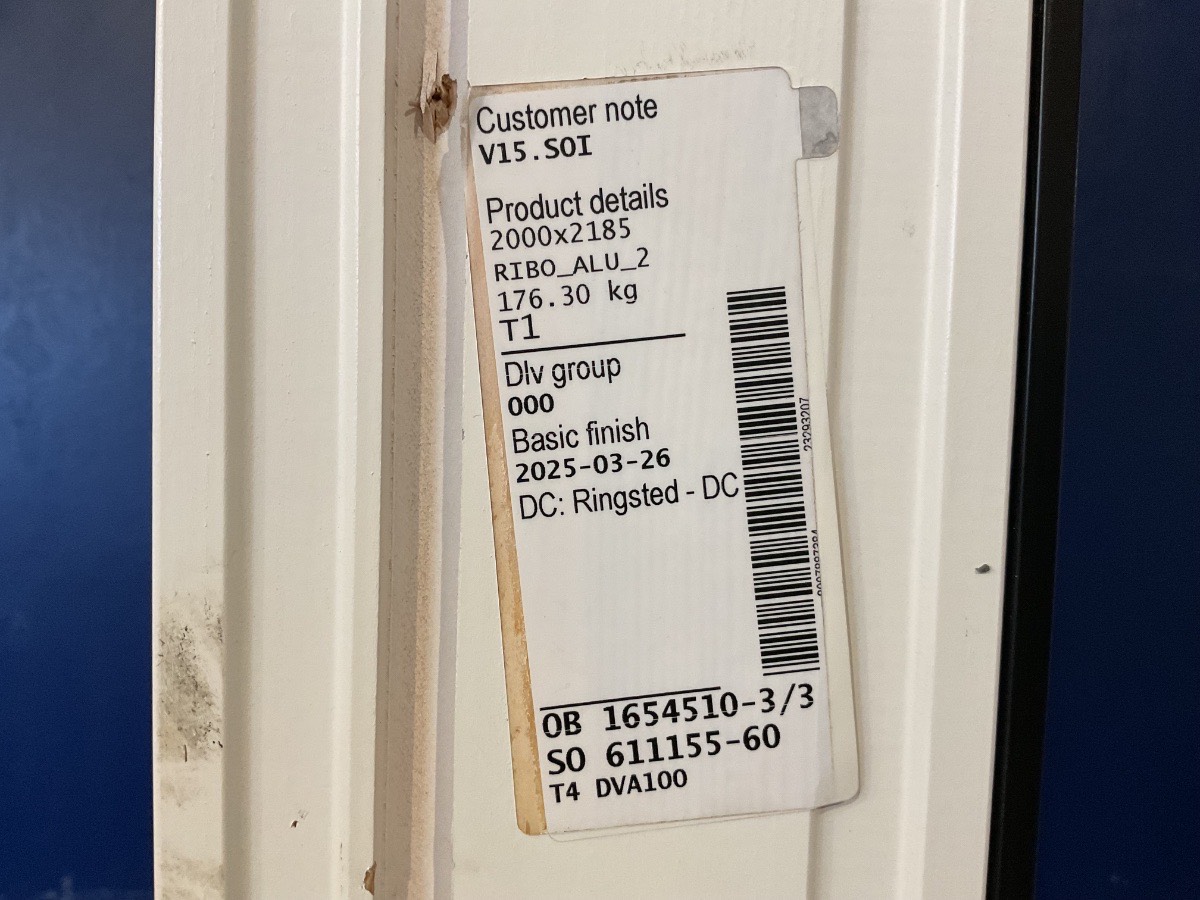 Customer note
V15.SOI
Product details
2000x2185
RIBO_ALU_2
176.30 kg
T1
Dlv group
000
Basic finish
2025-03-26
DC: Ringsted - DC
23293207
OB 1654510-3/3
SO 611155-60
T4 DVA100